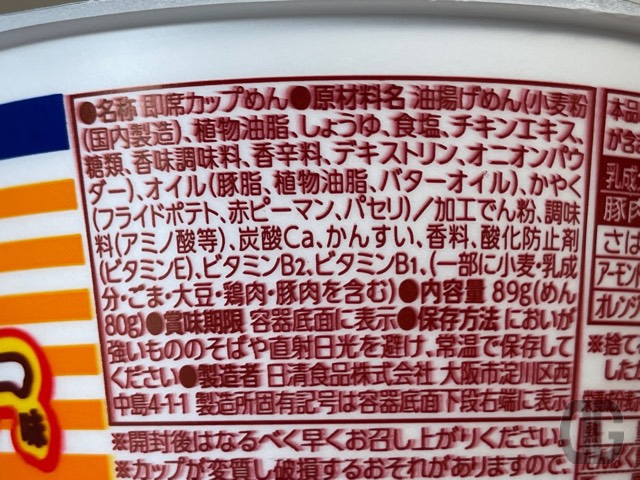 ●名称 即席カップめん●原材料名 油揚げめん(小麦粉
(国内製造)、植物油脂、しょうゆ、食塩、チキンエキス、
糖類、香味調味料、香辛料、デキストリン、オニオンパウ
ダー)、オイル(豚脂、植物油脂、バターオイル)、かやく
(フライドポテト、赤ピーマン、パセリ)/加工でん粉、調味
料(アミノ酸等)、炭酸Ca、かんすい、香料、酸化防止剤
(ビタミンE)、ビタミンB2、ビタミンB1、(一部に小麦・乳成
分・ごま・大豆・鶏肉・豚肉を含む)●内容量 89g(めん
80g)●賞味期限 容器底面に表示●保存方法 においが
強いもののそばや直射日光を避け、常温で保存して
ください●製造者 日清食品株式会社 大阪市淀川区西
中島4-1-1 製造所固有記号は容器底面下段右端に表示
※開封後はなるべく早くお召し上がりください。
※カップが変質し破損するおそれがありますので、
本品
が含
乳成
豚肉
さば
アーモン
オレンジ
※捨て
した
味